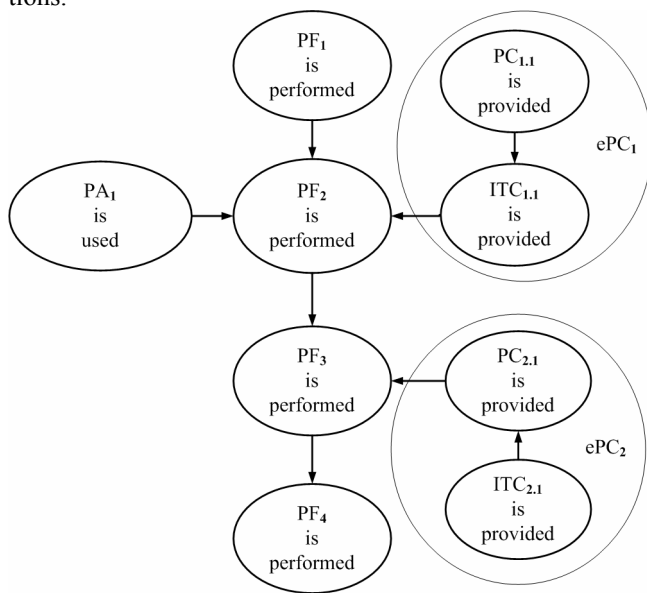 tions.
PF1
is
performed
PC1.1
is
provided
ePC1
PA1
is
used
PF2
is
performed
ITC1.1
is
provided
PF3
is
performed
PC2.1
is
provided
ePC2
PF4
is
performed
ITC2.1
is
provided